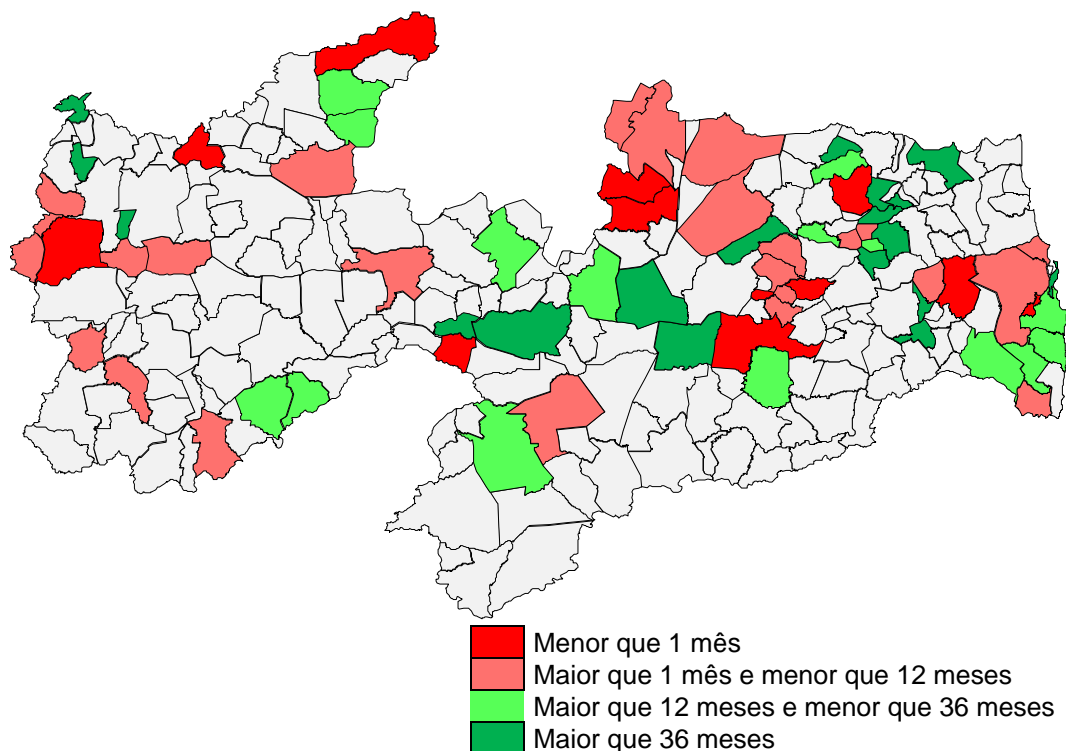 Menor que 1 mês
Maior que 1 mês e menor que 12 meses
Maior que 12 meses e menor que 36 meses
Maior que 36 meses